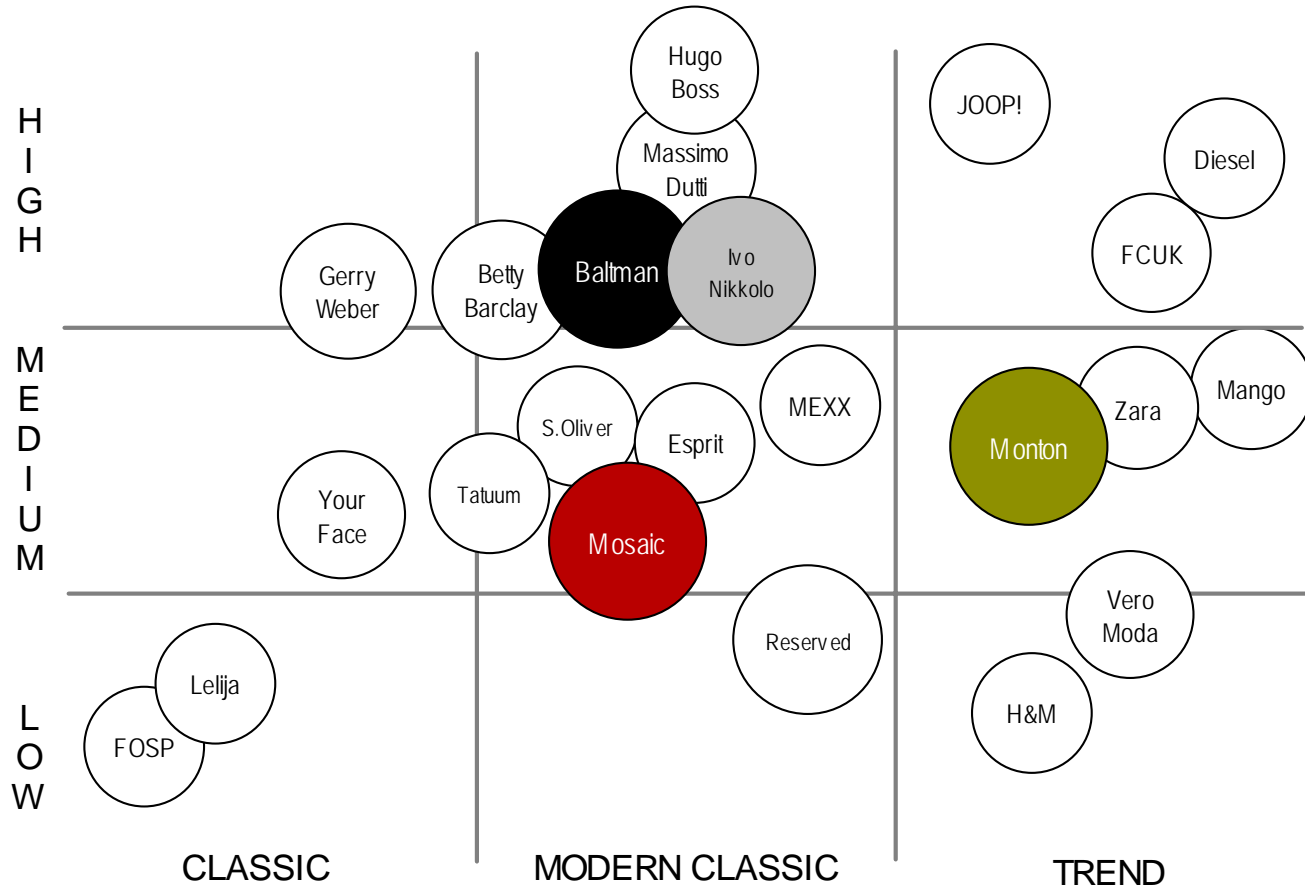 HIGH
MEDIUM
LOW
Hugo
Boss
JOOP!
Massimo
Dutti
Diesel
Gerry
Weber
Betty
Barclay
Baltman
Ivo
Nikkolo
FCUK
S.Oliver
Esprit
MEXX
Monton
Zara
Mango
Your
Face
Tatuum
Mosaic
Reserved
Vero
Moda
Lelija
FOSP
H&M
CLASSIC
MODERN CLASSIC
TREND